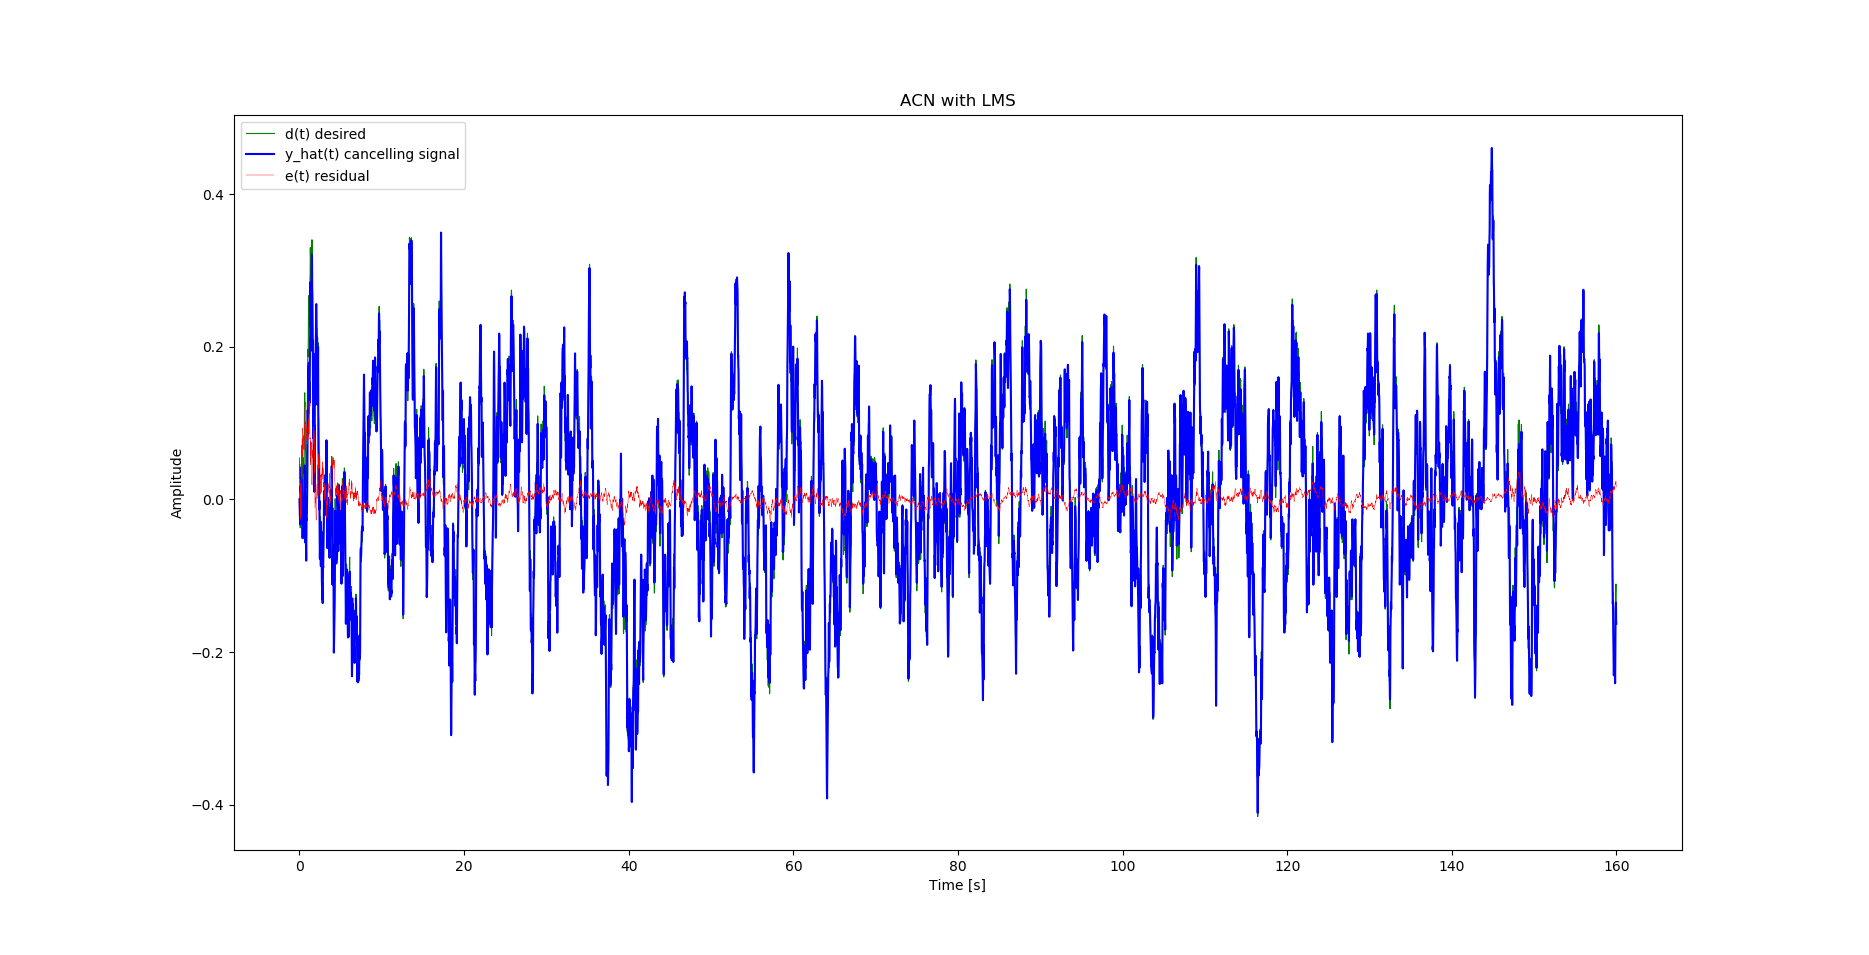 ACN with LMS
d(t) desired
y_hat(t) cancelling signal
e(t) residual
Amplitude
0.4
0.2
0.0
−0.2
−0.4
0 20 40 60 80 100 120 140 160
Time [s]